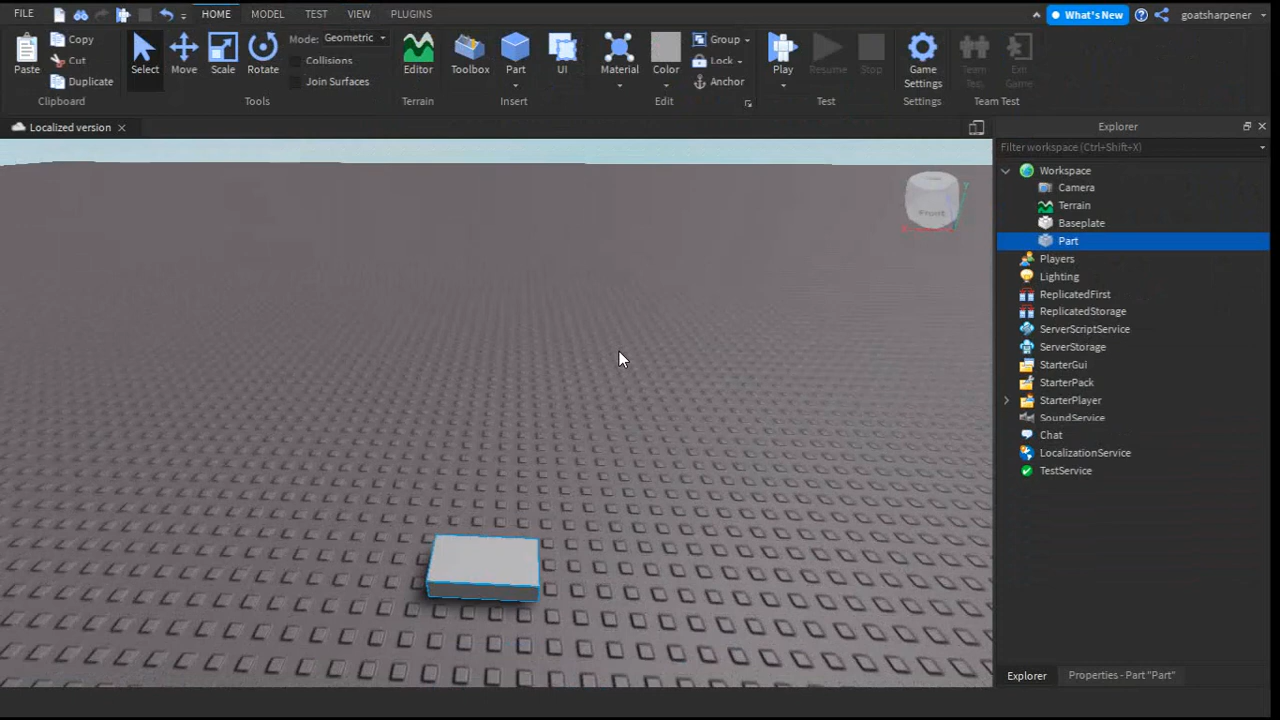 FILE HOME MODEL TEST VIEW PLUGINS What's New goatsharpener
Paste Copy Cut Duplicate Clipboard
Select Move Scale Rotate Mode: Geometric Collisions Join Surfaces Tools
Editor Terrain
Toolbox Part UI Insert
Material Color Group Lock Anchor Edit
Play Resume Stop Test
Game Settings Settings
Team Test Exit Game Team Test
Localized version
Explorer
Filter workspace (Ctrl+Shift+X)
Workspace
Camera
Terrain
Baseplate
Part
Players
Lighting
ReplicatedFirst
ReplicatedStorage
ServerScriptService
ServerStorage
StarterGui
StarterPack
StarterPlayer
SoundService
Chat
LocalizationService
TestService
Explorer Properties - Part "Part"